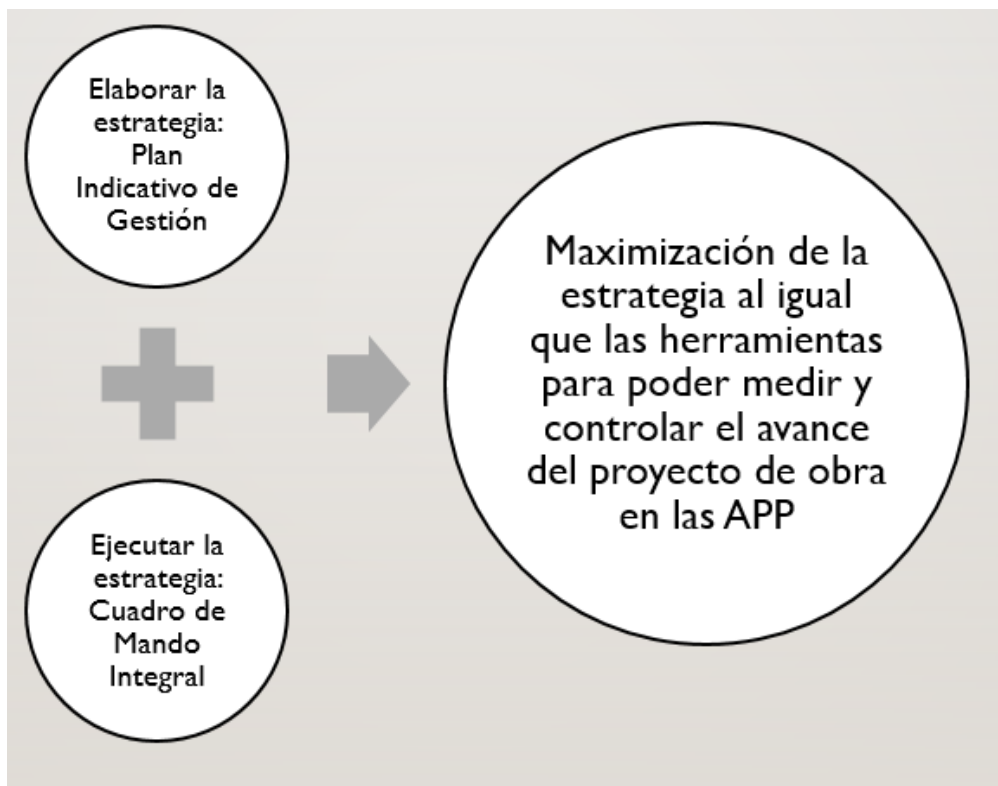 Elaborar la
estrategia:
Plan
Indicativo de
Gestión
Ejecutar la
estrategia:
Cuadro de
Mando
Integral
Maximización de la
estrategia al igual
que las herramientas
para poder medir y
controlar el avance
del proyecto de obra
en las APP